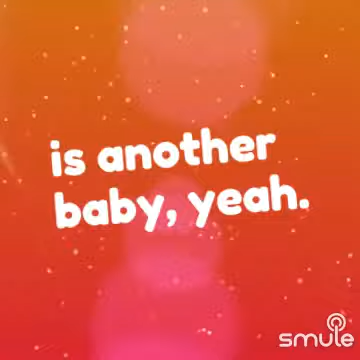 is another
baby, yeah.
smule